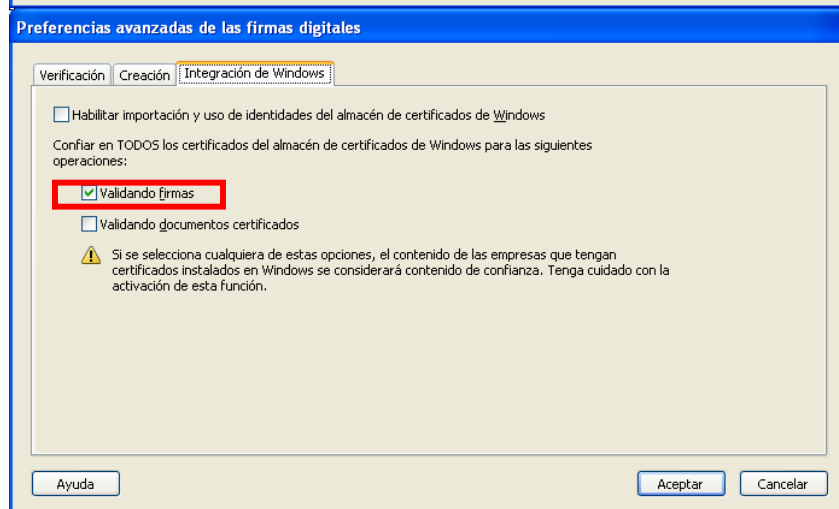 Preferencias avanzadas de las firmas digitales
Verificación Creación Integración de Windows
Habilitar importación y uso de identidades del almacén de certificados de Windows
Confiar en TODOS los certificados del almacén de certificados de Windows para las siguientes
operaciones:
Validando firmas
Validando documentos certificados
Si se selecciona cualquiera de estas opciones, el contenido de las empresas que tengan
certificados instalados en Windows se considerará contenido de confianza. Tenga cuidado con la
activación de esta función.
Ayuda Aceptar Cancelar